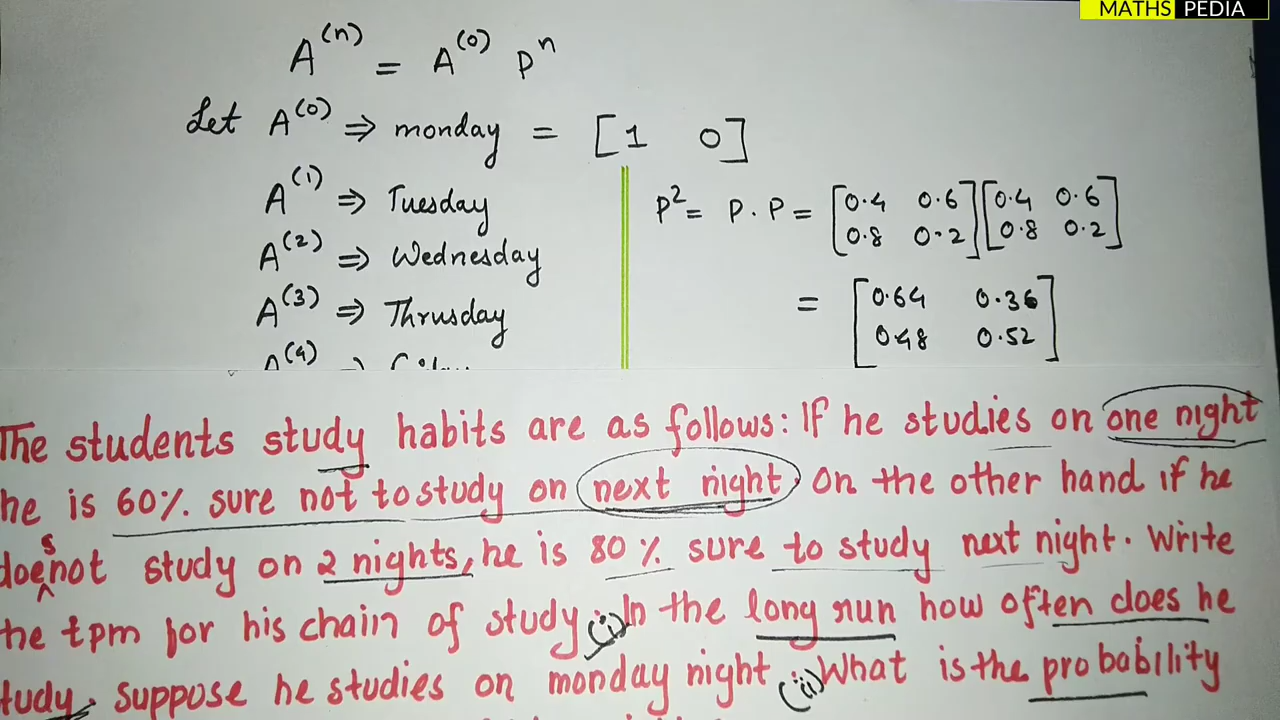 MATHS PEDIA
A^(n) = A^(0) P^n
Let A^(0) ⇒ monday = [1 0]
A^(1) ⇒ Tuesday
A^(2) ⇒ Wednesday
A^(3) ⇒ Thrusday
A^(4) ⇒
P² = P . P = [0.4 0.6 [0.4 0.6
0.8 0.2] 0.8 0.2]
= [0.64 0.36
0.48 0.52]
The students study habits are as follows: If he studies on one night
he is 60% sure not to study on next night. On the other hand if he
does not study on 2 nights, he is 80% sure to study next night. Write
he tpm for his chain of study. (i) In the long run how often does he
tudy. Suppose he studies on monday night (ii) What is the probability